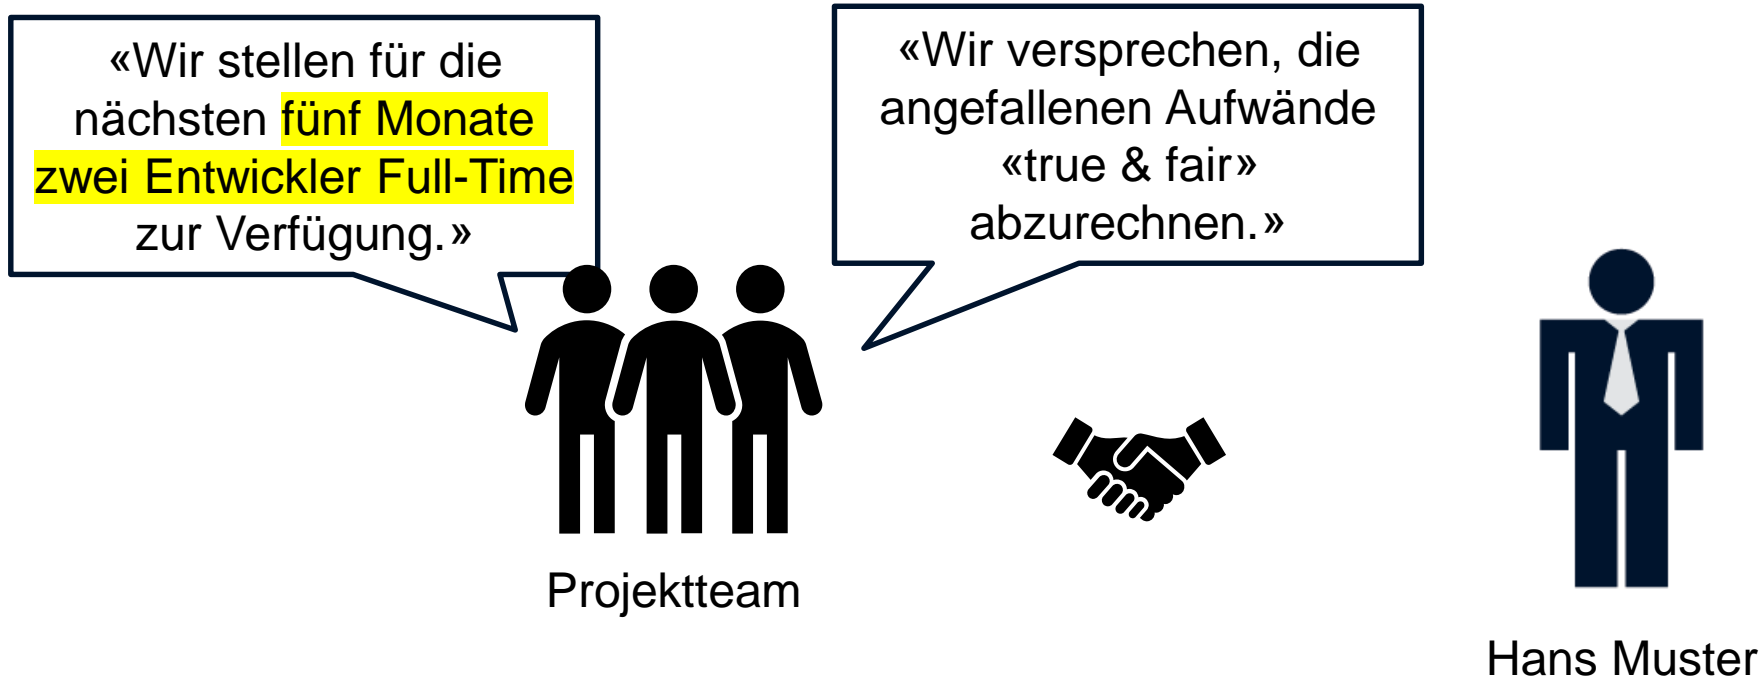 «Wir stellen für die
nächsten fünf Monate
zwei Entwickler Full-Time
zur Verfügung.»
«Wir versprechen, die
angefallenen Aufwände
«true & fair»
abzurechnen.»
Projektteam
Hans Muster